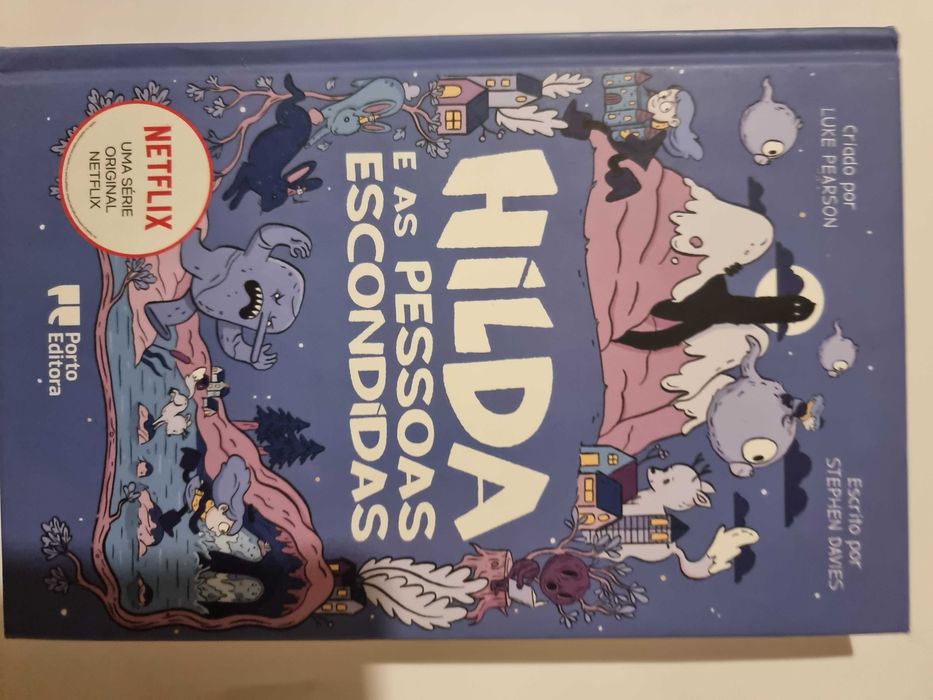 Criado por
LUKE PEARSON
Escrito por
STEPHEN DAVIES
HiLDA
E AS PESSOAS
ESCONDiDAS
NETFLIX
UMA SÉRIE
ORIGINAL
NETFLIX
Porto
Editora